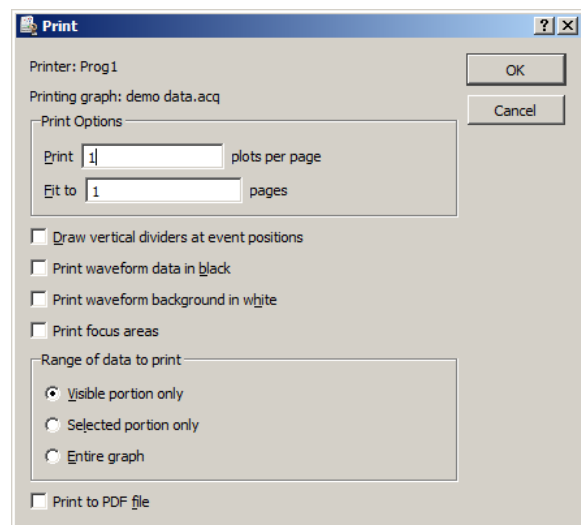 Print
Printer: Prog1
OK
Printing graph: demo data.acq
Cancel
Print Options
Print 1 plots per page
Fit to 1 pages
Draw vertical dividers at event positions
Print waveform data in black
Print waveform background in white
Print focus areas
Range of data to print
Visible portion only
Selected portion only
Entire graph
Print to PDF file